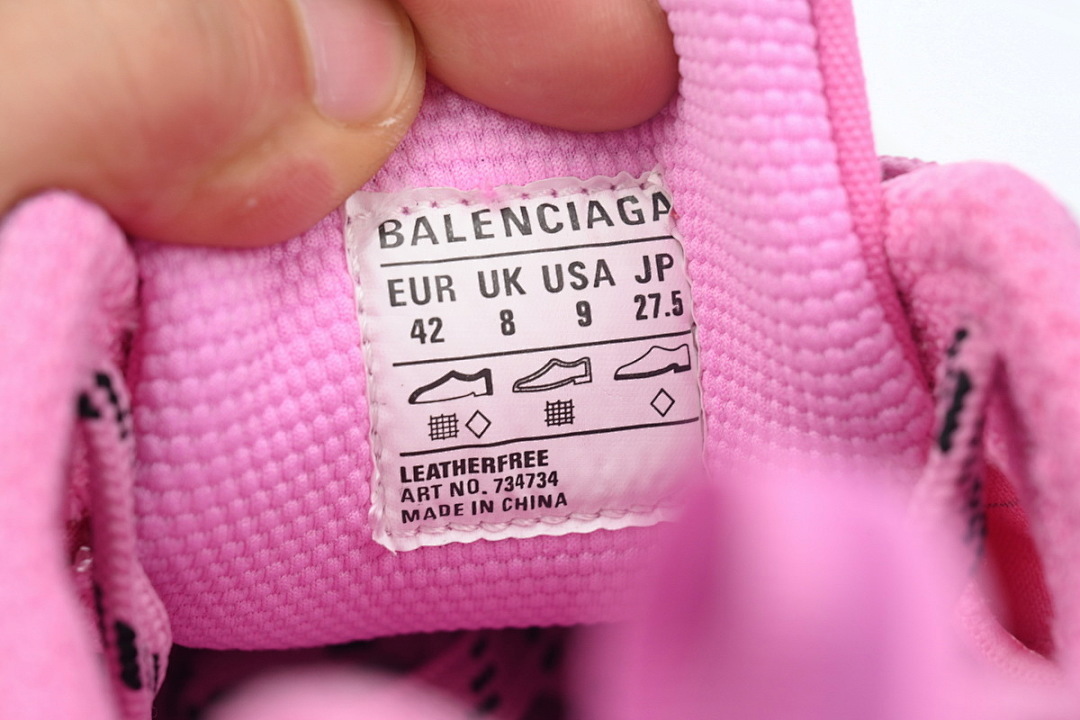 BALENCIAGA
EUR UK USA JP
42 8 9 27.5
LEATHERFREE
ART NO. 734734
MADE IN CHINA